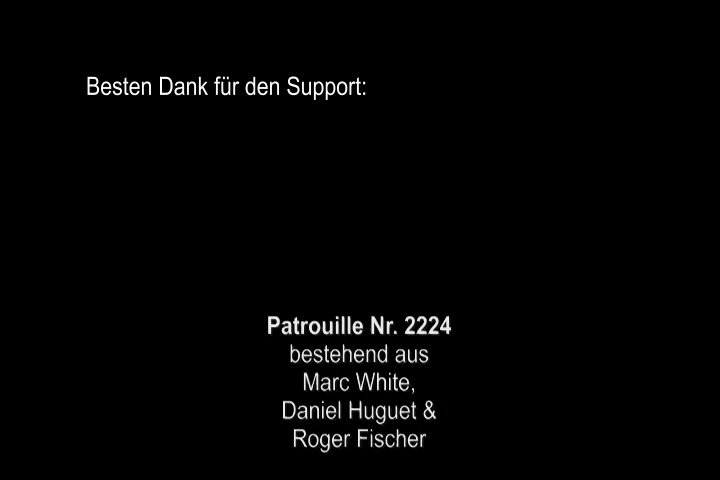 Besten Dank für den Support:
Patrouille Nr. 2224
bestehend aus
Marc White,
Daniel Huguet &
Roger Fischer